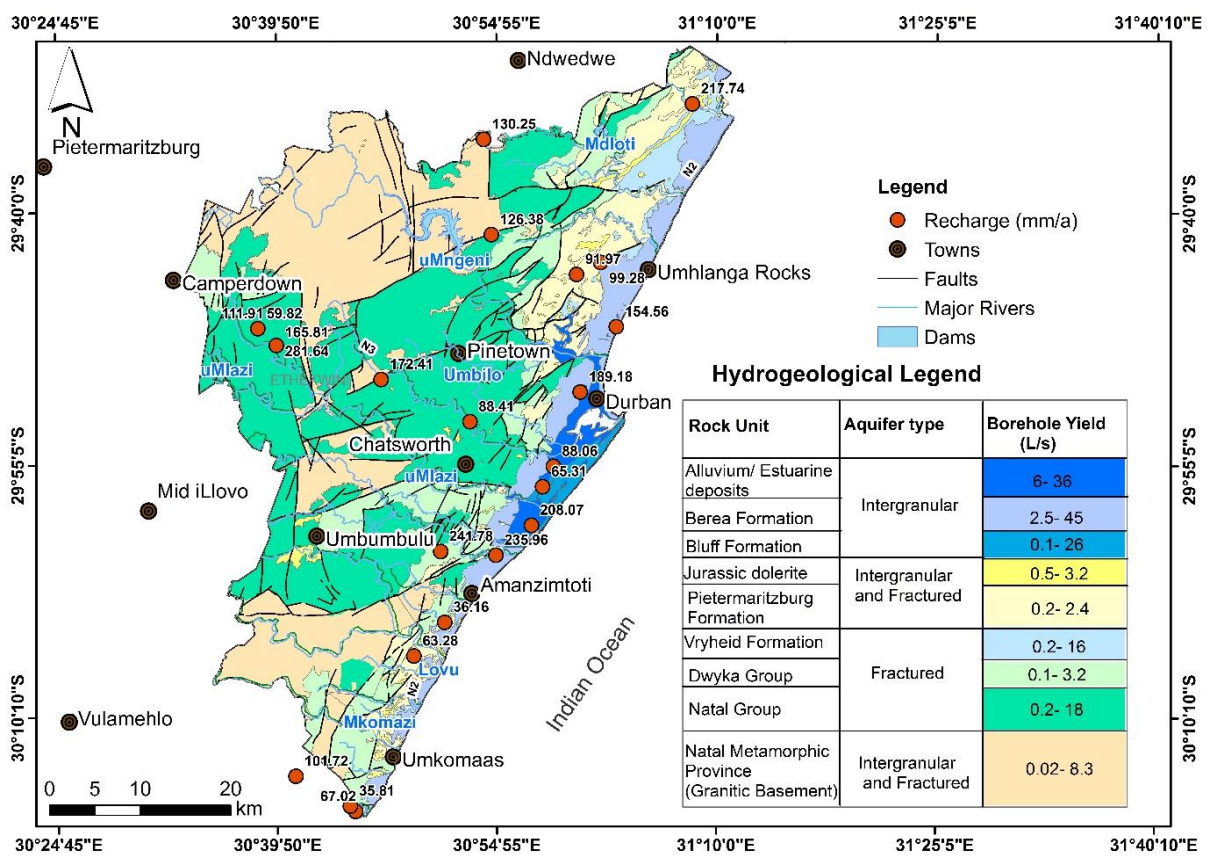 30°24'45"E 30°39'50"E 30°54'55"E 31°10'0"E 31°25'5"E 31°40'10"E
N
Ndwedwe
217.74
130.25
Mdloti
Pietermaritzburg
N2
29°40'0"S
29°40'0"S
126.38
uMngeni
91.97
99.28
Umhlanga Rocks
Camperdown
154.56
111.91 59.82
165.81
281.64
N3
172.41
Pinetown
Umbilo
uMlazi
189.18
Durban
88.41
Chatsworth
88.06
uMlazi
65.31
29°55'5"S
29°55'5"S
Mid iLlovo
208.07
Umbumbulu
241.78
235.96
Amanzimtoti
36.16
63.28
Lovu
N2
Indian Ocean
Mkomazi
Vulamehlo
30°10'10"S
30°10'10"S
Umkomaas
101.72
67.02
35.81
0 5 10 20
km
Legend
Recharge (mm/a)
Towns
Faults
Major Rivers
Dams
Hydrogeological Legend
Rock Unit Aquifer type Borehole Yield
(L/s)
Alluvium/ Estuarine
deposits
6- 36
Intergranular
Berea Formation 2.5- 45
Bluff Formation 0.1- 26
Jurassic dolerite 0.5- 3.2
Intergranular
and Fractured
Pietermaritzburg
Formation
0.2- 2.4
Vryheid Formation 0.2- 16
Fractured
Dwyka Group 0.1- 3.2
Natal Group 0.2- 18
Natal Metamorphic
Province
(Granitic Basement)
Intergranular
and Fractured
0.02- 8.3
30°24'45"E 30°39'50"E 30°54'55"E 31°10'0"E 31°25'5"E 31°40'10"E